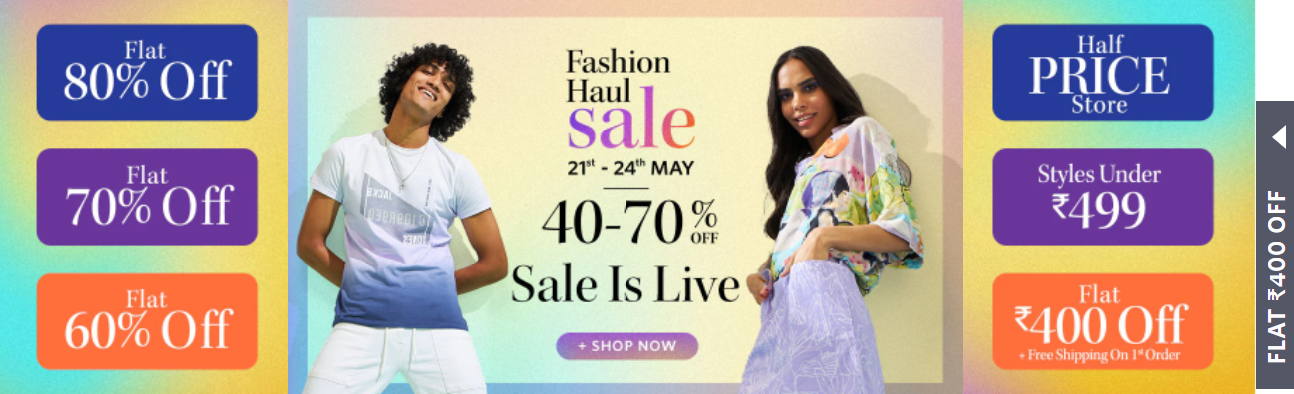 Flat
80% Off
Flat
70% Off
Flat
60% Off
Fashion
Haul
sale
21st - 24th MAY
40-70% OFF
Sale Is Live
+ SHOP NOW
Half
PRICE
Store
Styles Under
₹499
Flat
₹400 Off
+ Free Shipping On 1st Order
FLAT ₹400 OFF